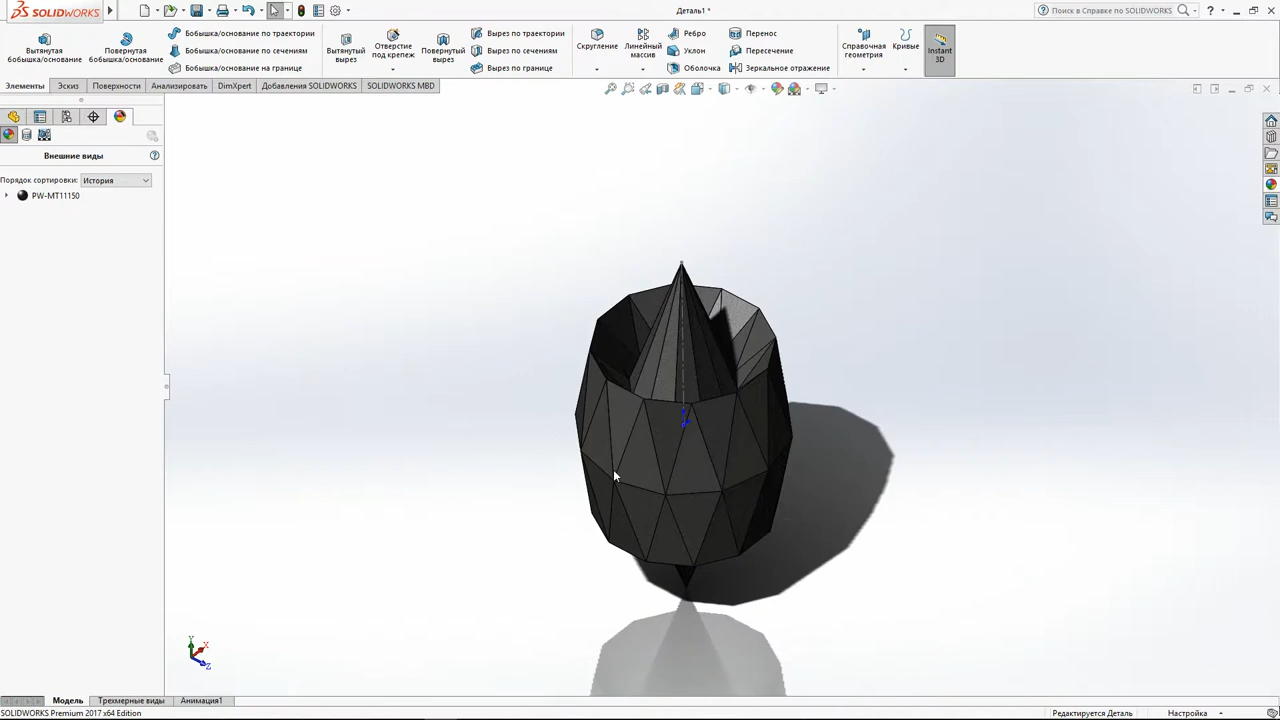 SOLIDWORKS
Деталь1 *
Поиск в Справке по SOLIDWORKS
?
Вытянутая
бобышка/основание
Повернутая
бобышка/основание
Бобышка/основание по траектории
Бобышка/основание по сечениям
Бобышка/основание на границе
Вытянутый
вырез
Отверстие
под крепеж
Повернутый
вырез
Вырез по траектории
Вырез по сечениям
Вырез по границе
Скругление
Линейный
массив
Ребро
Уклон
Оболочка
Перенос
Пересечение
Зеркальное отражение
Справочная
геометрия
Кривые
Instant
3D
Элементы
Эскиз
Поверхности
Анализировать
DimXpert
Добавления SOLIDWORKS
SOLIDWORKS MBD
Внешние виды
?
Порядок сортировки:
История
PW-MT11150
Y
X
Z
Модель
Трехмерные виды
Анимация1
SOLIDWORKS Premium 2017 x64 Edition
Редактируется Деталь
Настройка